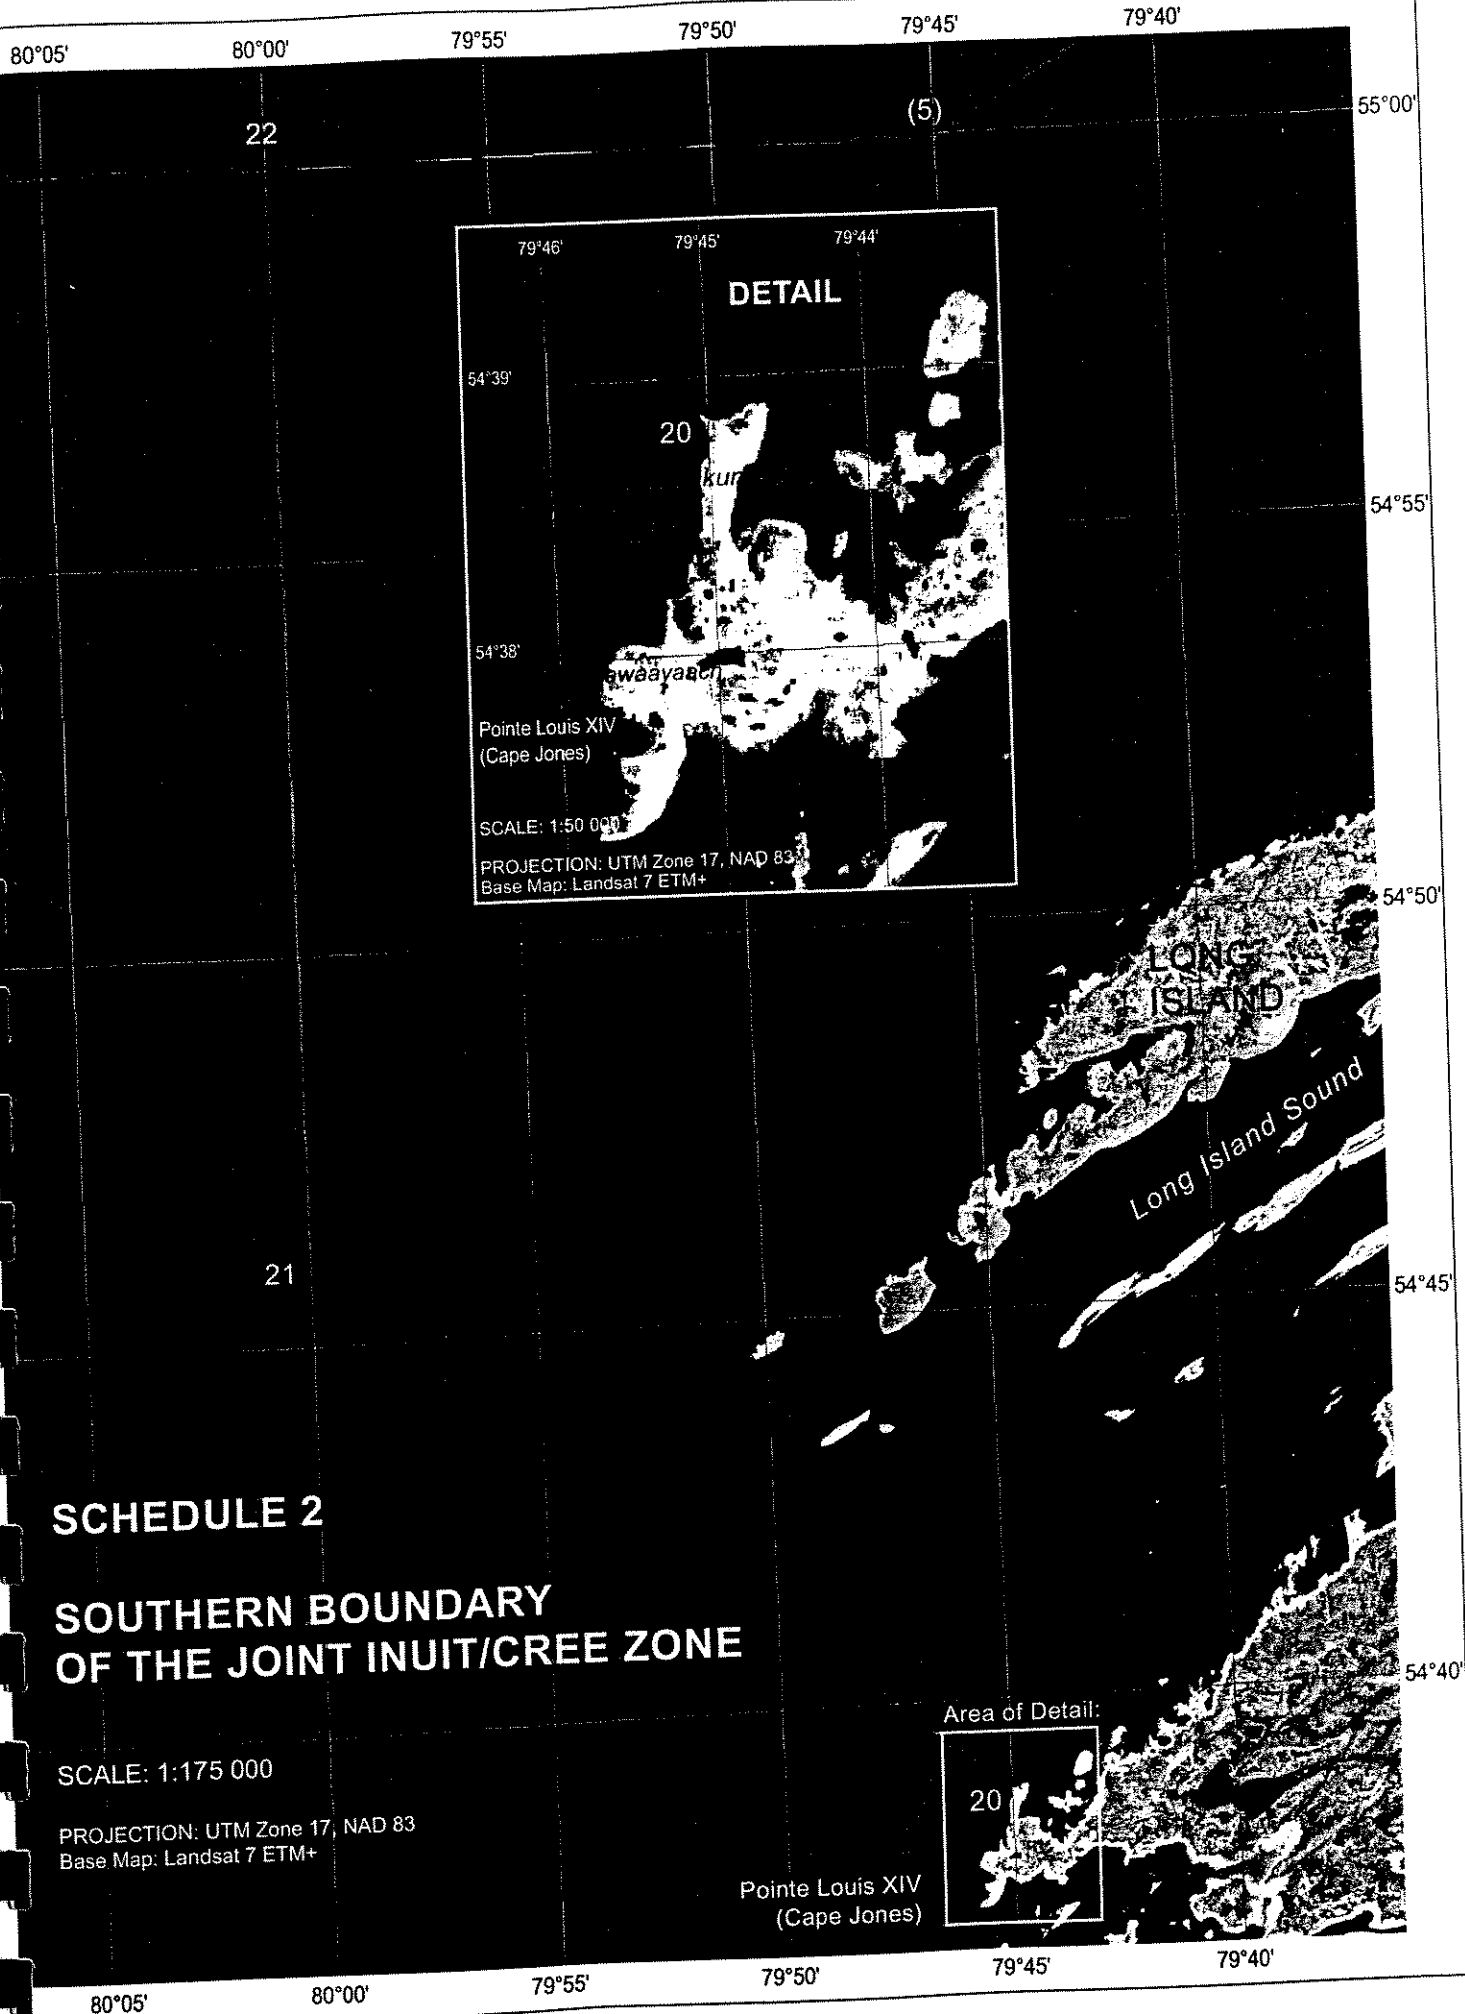 80°05' 80°00' 79°55' 79°50' 79°45' 79°40'
22
(5)
55°00'
79°46' 79°45' 79°44'
DETAIL
54°39'
20
54°55'
54°38'
Pointe Louis XIV
(Cape Jones)
SCALE: 1:50 000
PROJECTION: UTM Zone 17, NAD 83
Base Map: Landsat 7 ETM+
54°50'
LONG
ISLAND
Long Island Sound
21
54°45'
SCHEDULE 2
SOUTHERN BOUNDARY
OF THE JOINT INUIT/CREE ZONE
54°40'
Area of Detail:
SCALE: 1:175 000
20
PROJECTION: UTM Zone 17, NAD 83
Base Map: Landsat 7 ETM+
Pointe Louis XIV
(Cape Jones)
80°05' 80°00' 79°55' 79°50' 79°45' 79°40'